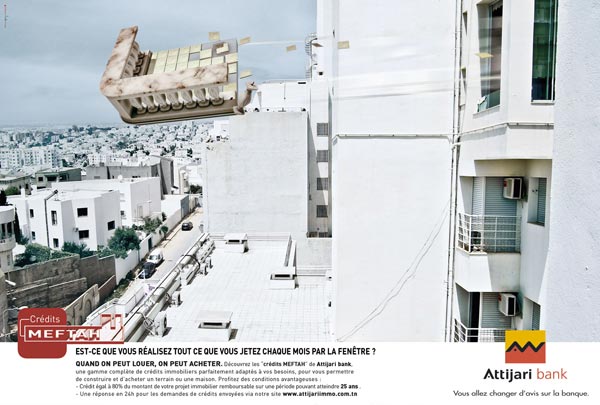 Crédits
MEFTAH
EST-CE QUE VOUS RÉALISEZ TOUT CE QUE VOUS JETEZ CHAQUE MOIS PAR LA FENÊTRE ?
QUAND ON PEUT LOUER, ON PEUT ACHETER. Découvrez les "crédits MEFTAH" de Attijari bank,
une gamme complète de crédits immobiliers parfaitement adaptés à vos besoins, pour vous permettre
de construire et d'acheter un terrain ou une maison. Profitez des conditions avantageuses :
- Crédit égal à 80% du montant de votre projet immobilier remboursable sur une période pouvant atteindre 25 ans.
- Une réponse en 24h pour les demandes de crédits envoyées via notre site www.attijariimmo.com.tn
Attijari bank
Vous allez changer d'avis sur la banque.